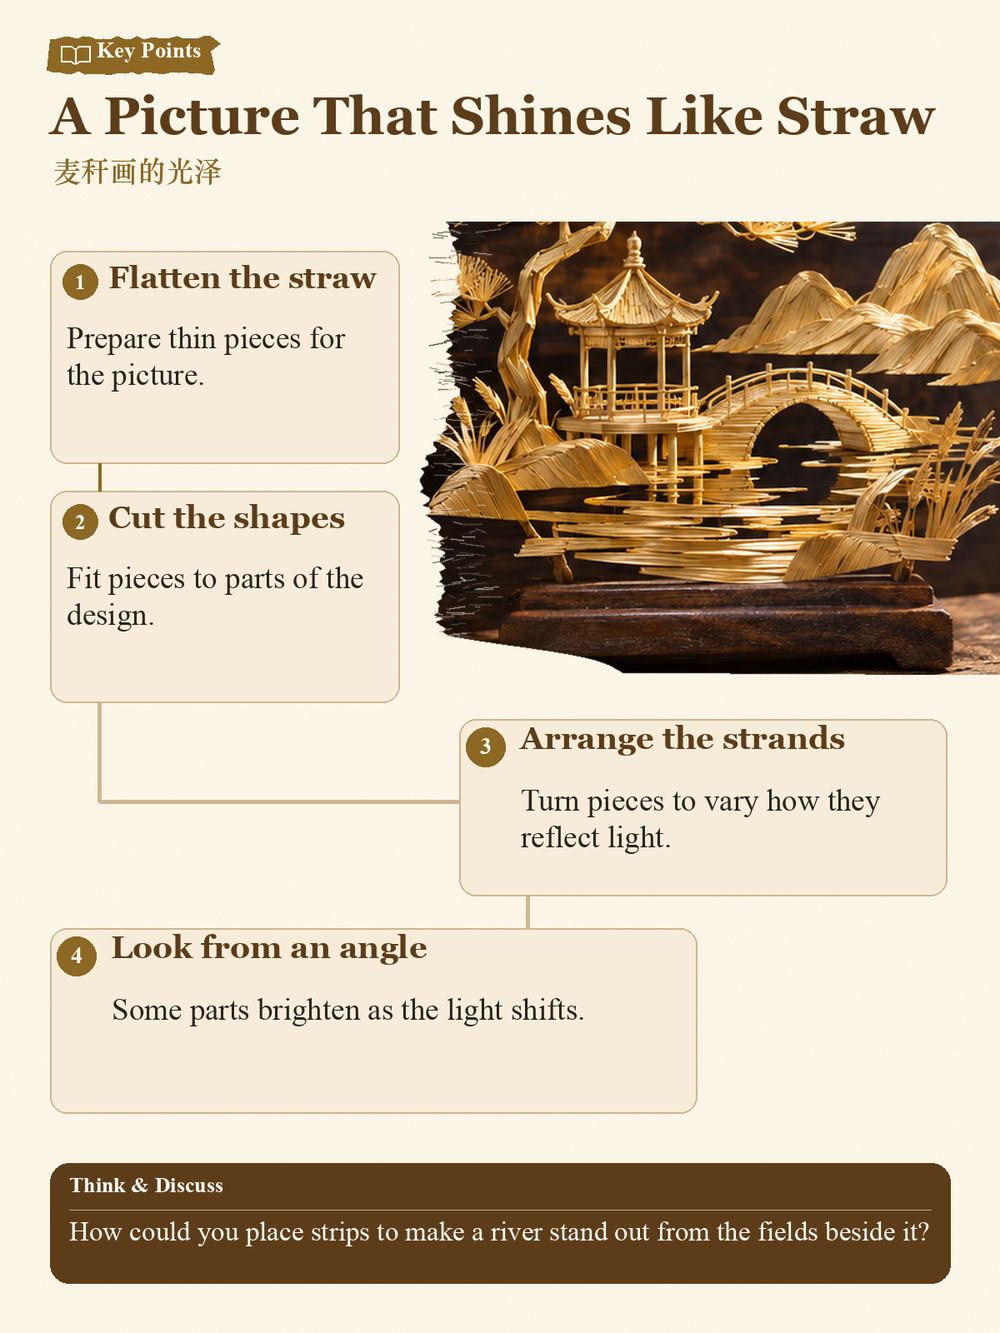 Key Points
A Picture That Shines Like Straw
麦秆画的光泽
1 Flatten the straw
Prepare thin pieces for
the picture.
2 Cut the shapes
Fit pieces to parts of the
design.
3 Arrange the strands
Turn pieces to vary how they
reflect light.
4 Look from an angle
Some parts brighten as the light shifts.
Think & Discuss
How could you place strips to make a river stand out from the fields beside it?